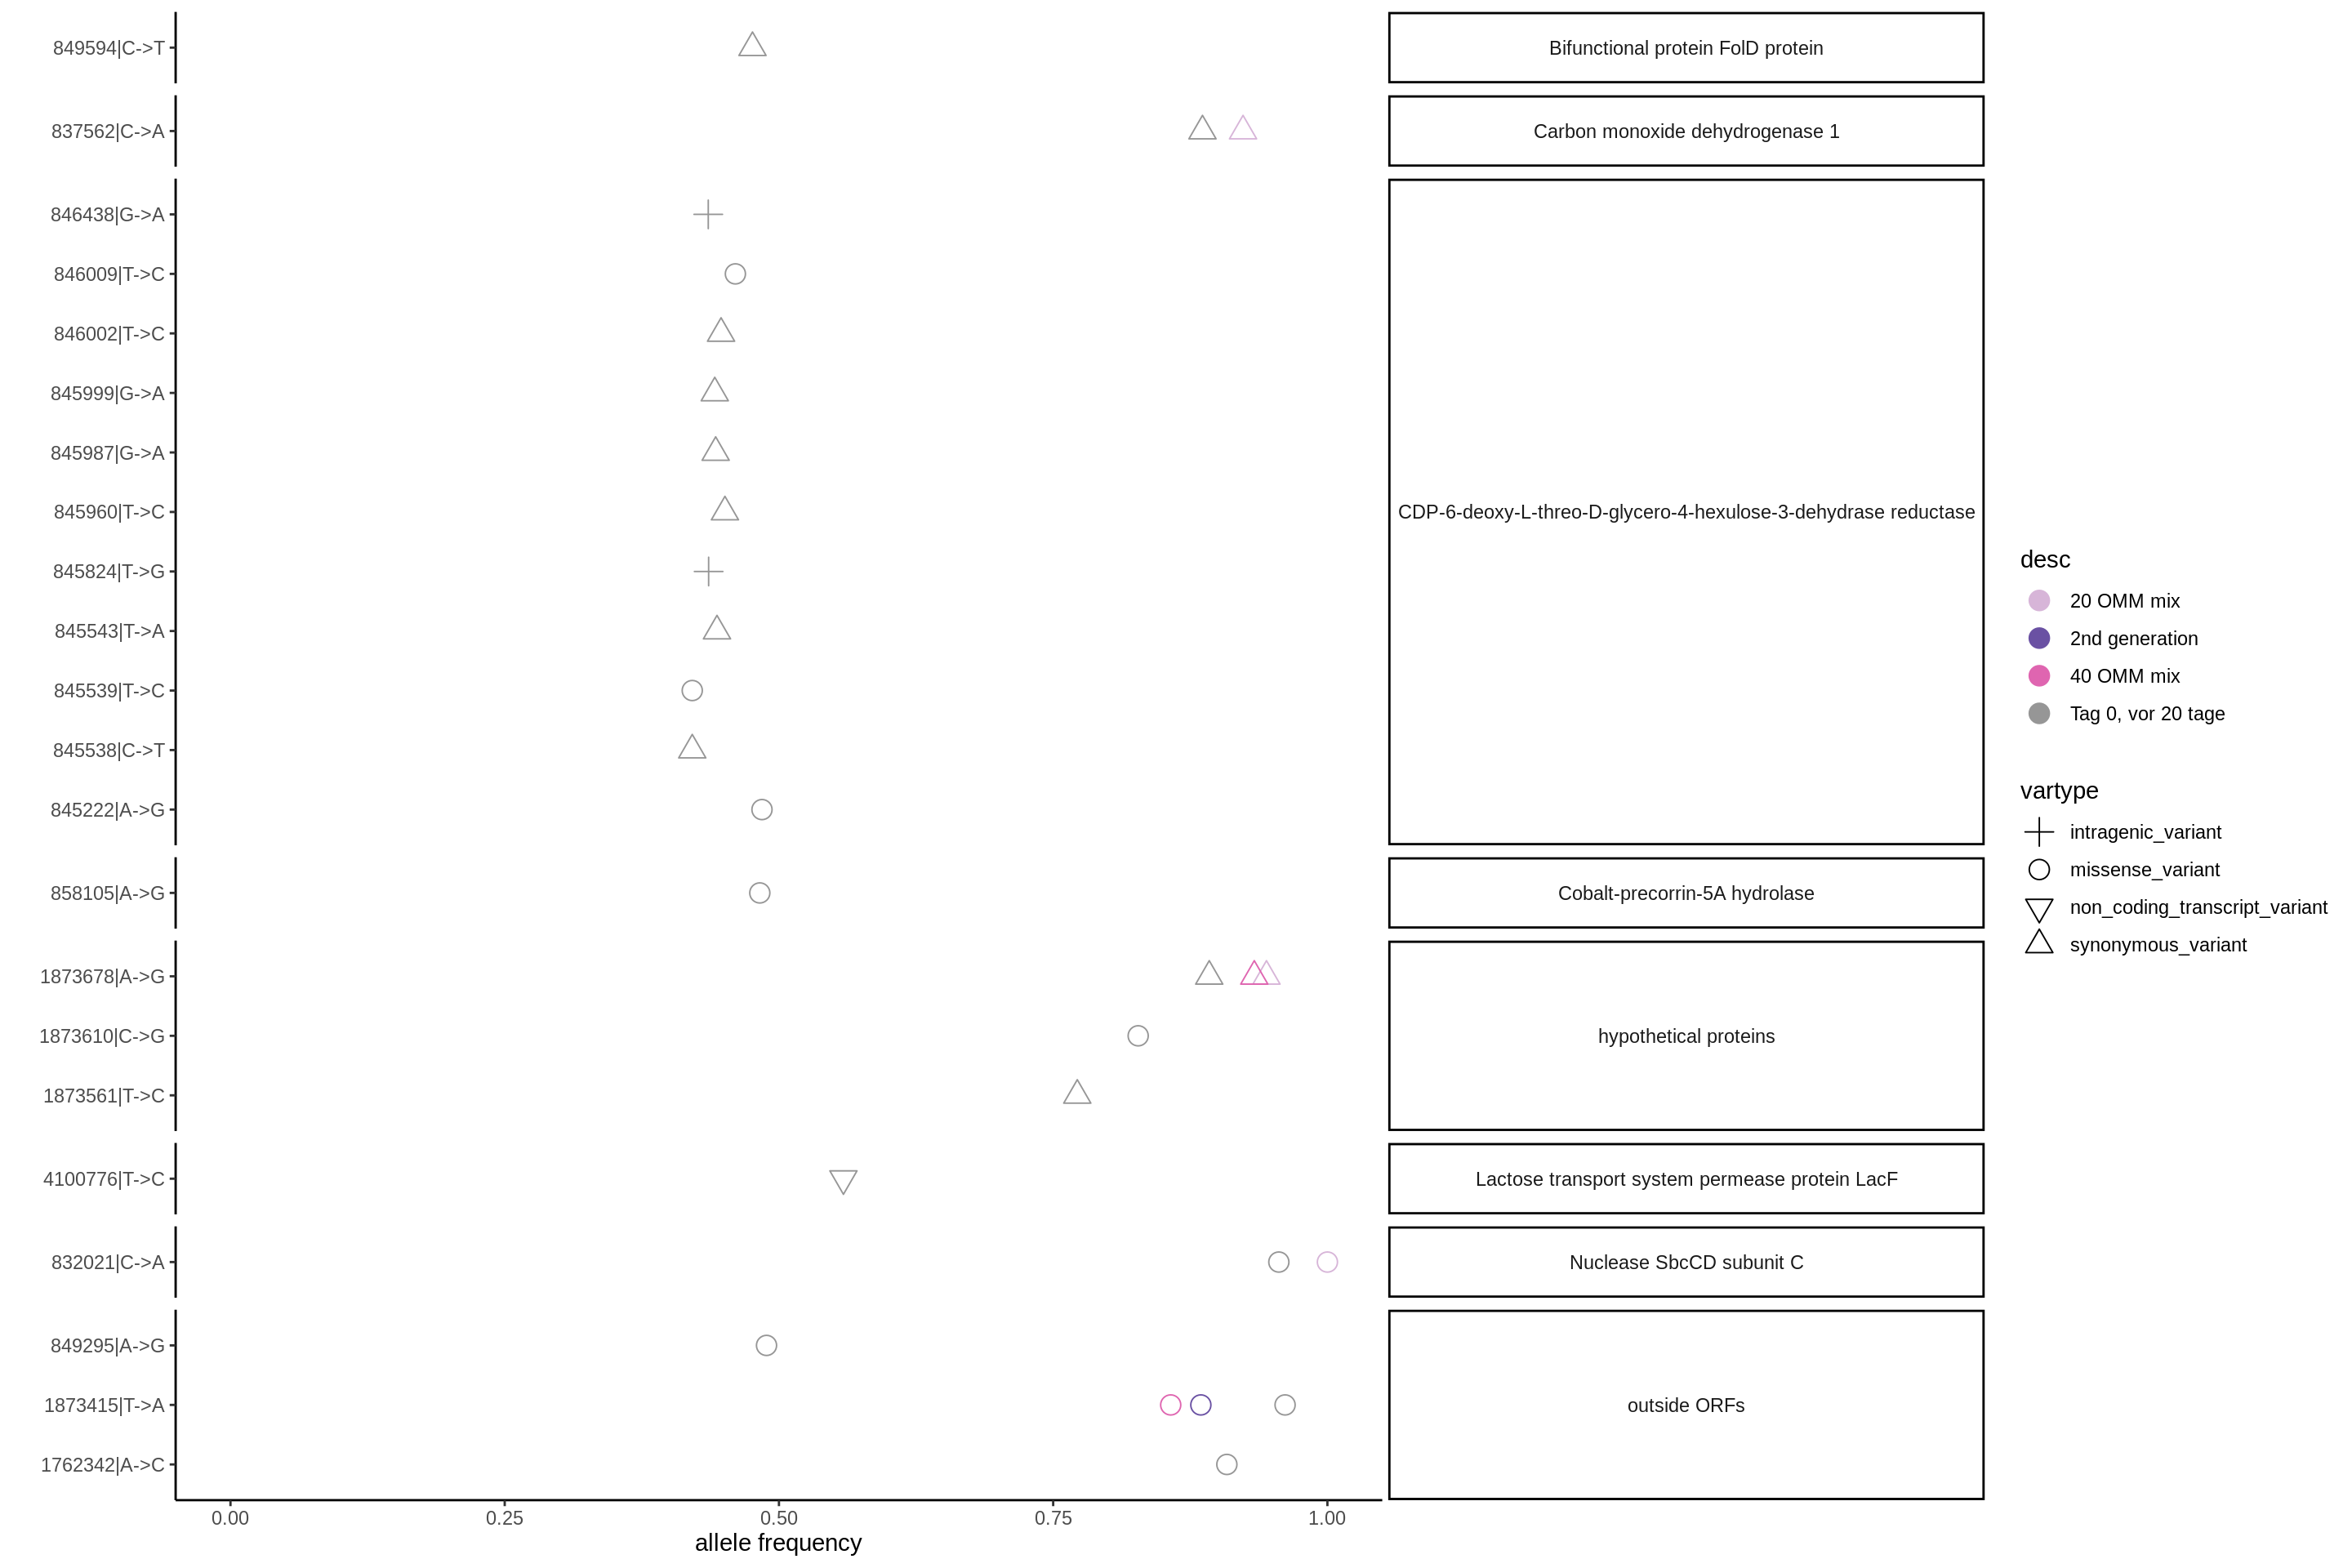 849594|C->T
Bifunctional protein FolD protein
837562|C->A
Carbon monoxide dehydrogenase 1
846438|G->A
846009|T->C
846002|T->C
845999|G->A
845987|G->A
845960|T->C
845824|T->G
845543|T->A
845539|T->C
845538|C->T
845222|A->G
CDP-6-deoxy-L-threo-D-glycero-4-hexulose-3-dehydrase reductase
858105|A->G
Cobalt-precorrin-5A hydrolase
1873678|A->G
1873610|C->G
1873561|T->C
hypothetical proteins
4100776|T->C
Lactose transport system permease protein LacF
832021|C->A
Nuclease SbcCD subunit C
849295|A->G
1873415|T->A
1762342|A->C
outside ORFs
0.00 0.25 0.50 0.75 1.00
allele frequency
desc
20 OMM mix
2nd generation
40 OMM mix
Tag 0, vor 20 tage
vartype
intragenic_variant
missense_variant
non_coding_transcript_variant
synonymous_variant